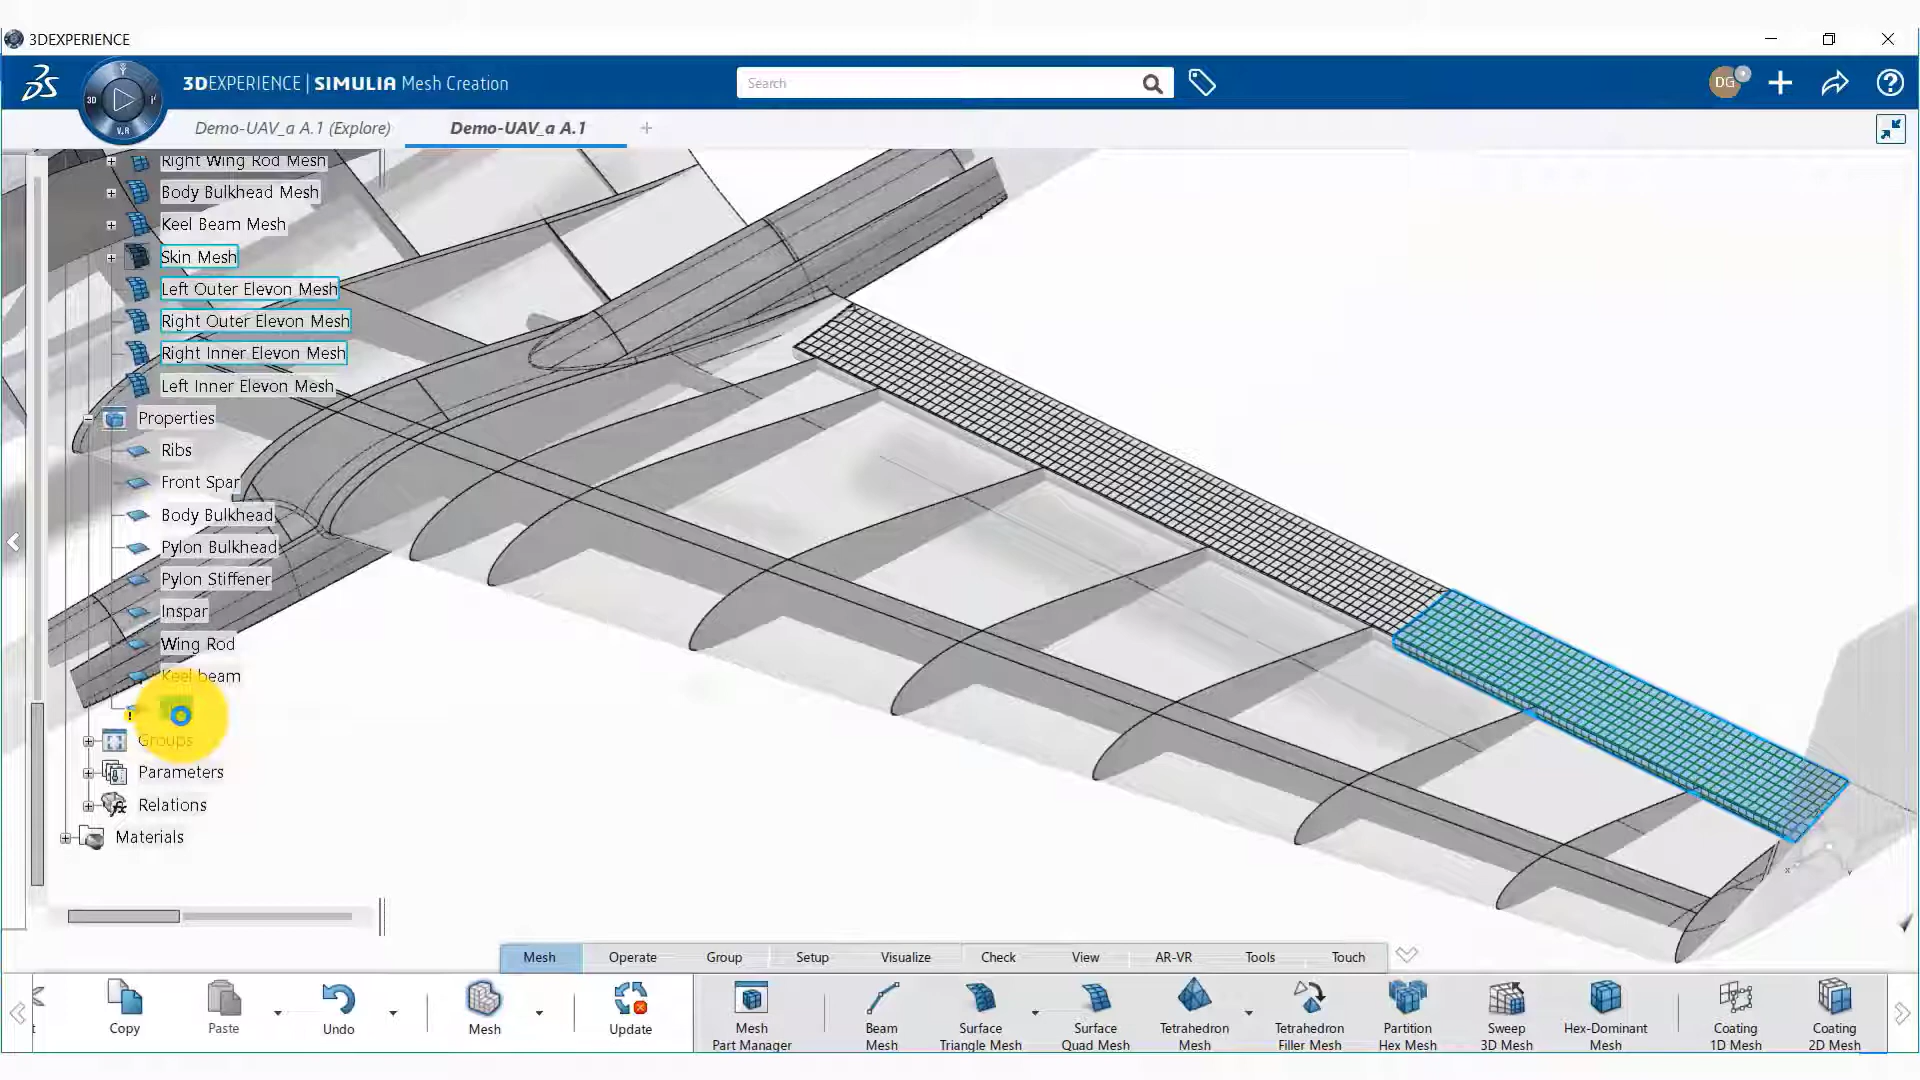 3DEXPERIENCE
3DEXPERIENCE | SIMULIA Mesh Creation
Search
DG
3D
V.R
Demo-UAV_a A.1 (Explore)
Demo-UAV_a A.1
Right Wing Rod Mesh
Body Bulkhead Mesh
Keel Beam Mesh
Skin Mesh
Left Outer Elevon Mesh
Right Outer Elevon Mesh
Right Inner Elevon Mesh
Left Inner Elevon Mesh
Properties
Ribs
Front Spar
Body Bulkhead
Pylon Bulkhead
Pylon Stiffener
Inspar
Wing Rod
Keel beam
Groups
Parameters
Relations
Materials
Mesh
Operate
Group
Setup
Visualize
Check
View
AR-VR
Tools
Touch
Copy
Paste
Undo
Mesh
Update
Mesh Part Manager
Beam Mesh
Surface Triangle Mesh
Surface Quad Mesh
Tetrahedron Mesh
Tetrahedron Filler Mesh
Partition Hex Mesh
Sweep 3D Mesh
Hex-Dominant Mesh
Coating 1D Mesh
Coating 2D Mesh